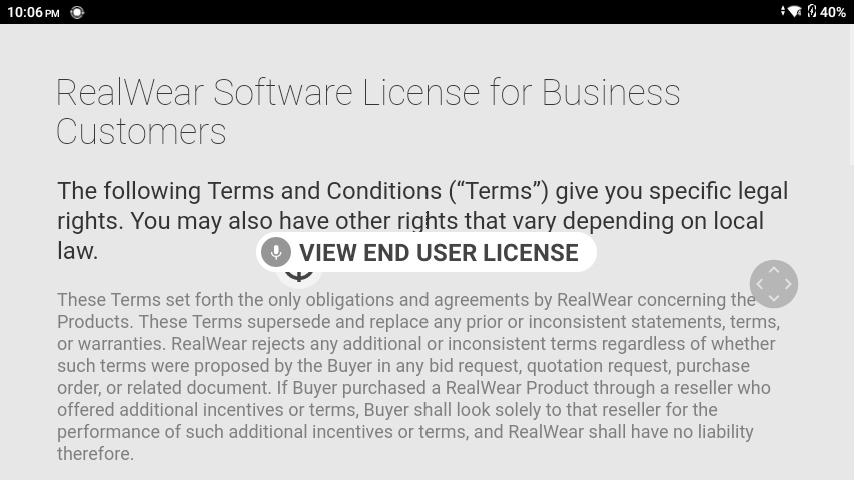 10:06 PM 40%
RealWear Software License for Business
Customers
The following Terms and Conditions (“Terms”) give you specific legal
rights. You may also have other rights that vary depending on local
law.
VIEW END USER LICENSE
These Terms set forth the only obligations and agreements by RealWear concerning the
Products. These Terms supersede and replace any prior or inconsistent statements, terms,
or warranties. RealWear rejects any additional or inconsistent terms regardless of whether
such terms were proposed by the Buyer in any bid request, quotation request, purchase
order, or related document. If Buyer purchased a RealWear Product through a reseller who
offered additional incentives or terms, Buyer shall look solely to that reseller for the
performance of such additional incentives or terms, and RealWear shall have no liability
therefore.